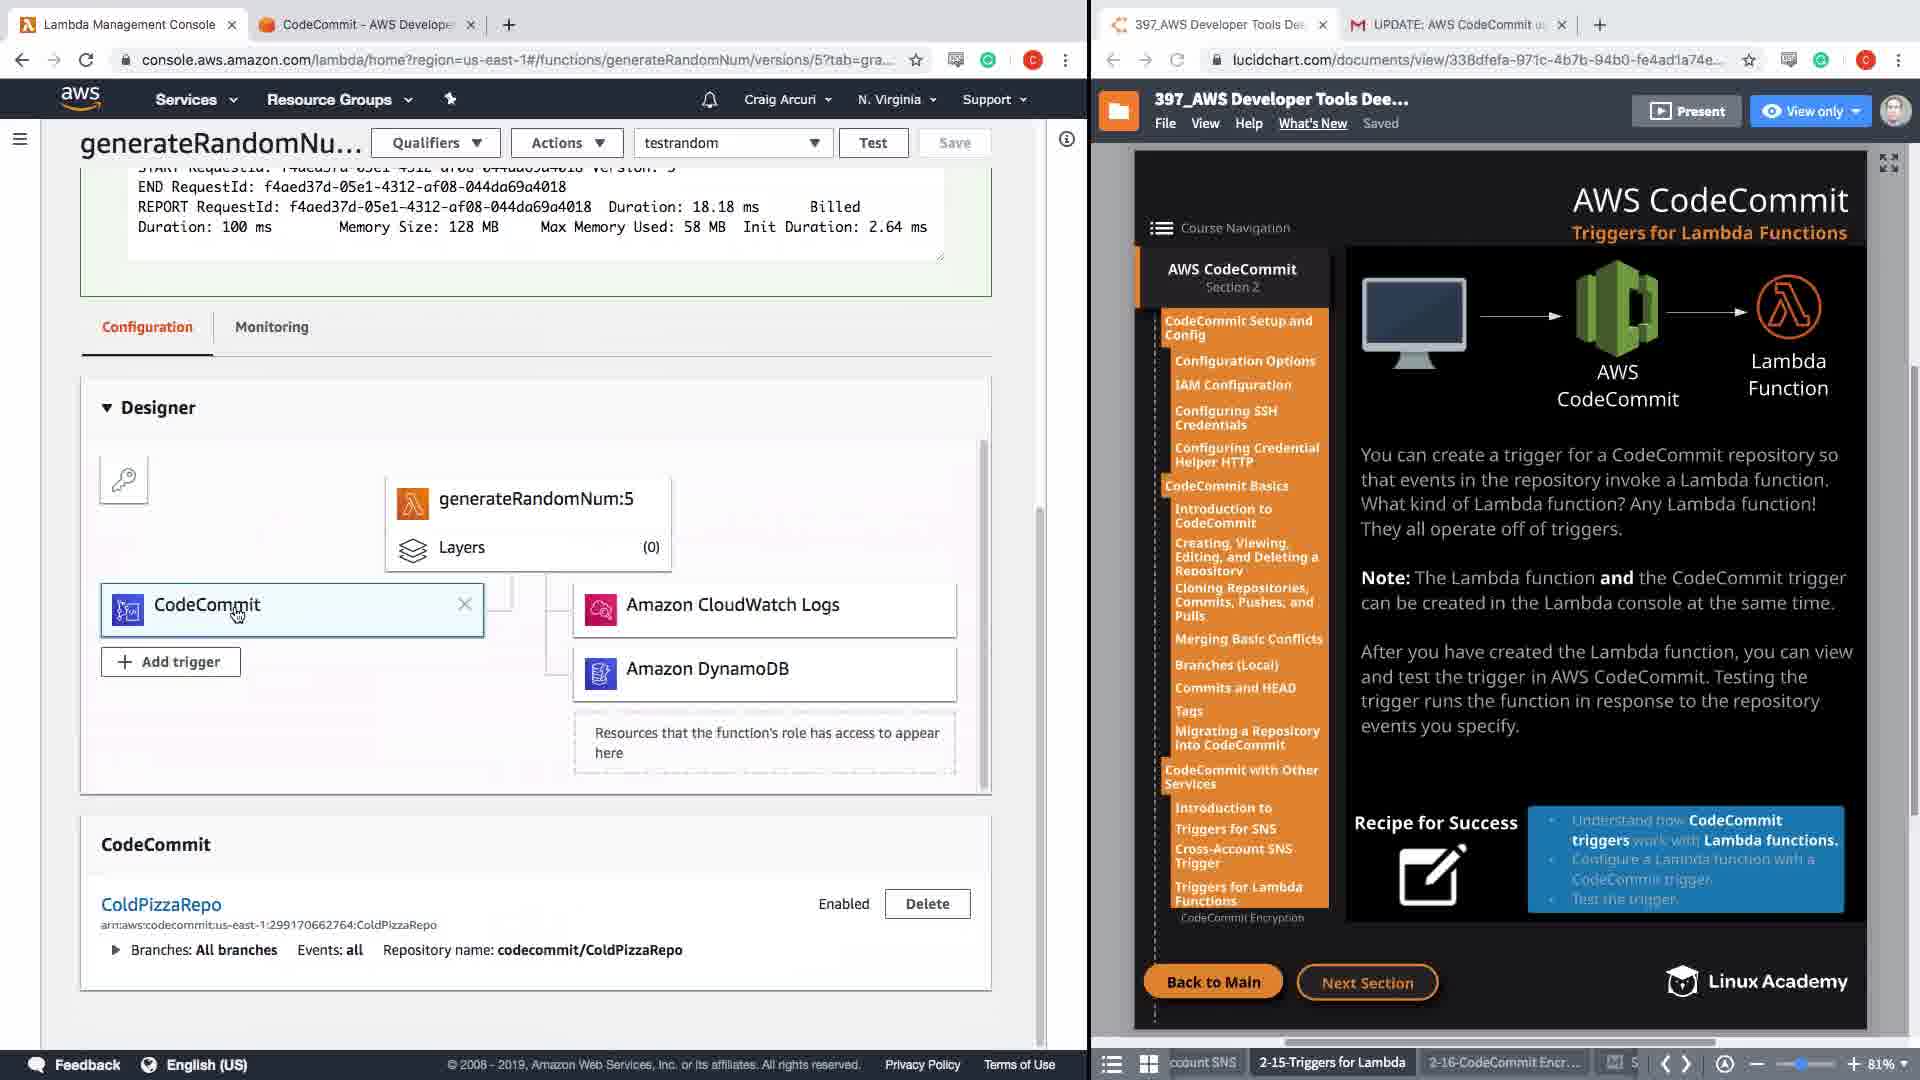 Lambda Management Console
CodeCommit - AWS Develope
console.aws.amazon.com/lambda/home?region=us-east-1#/functions/generateRandomNum/versions/5?tab=gra...
aws
Services
Resource Groups
Craig Arcuri
N. Virginia
Support
generateRandomNu...
Qualifiers
Actions
testrandom
Test
Save
START RequestId: f4aed37d-05e1-4312-af08-044da69a4018 Version: 5
END RequestId: f4aed37d-05e1-4312-af08-044da69a4018
REPORT RequestId: f4aed37d-05e1-4312-af08-044da69a4018 Duration: 18.18 ms Billed
Duration: 100 ms Memory Size: 128 MB Max Memory Used: 58 MB Init Duration: 2.64 ms
Configuration
Monitoring
Designer
generateRandomNum:5
Layers (0)
CodeCommit
Add trigger
Amazon CloudWatch Logs
Amazon DynamoDB
Resources that the function's role has access to appear
here
CodeCommit
ColdPizzaRepo
Enabled
Delete
arn:aws:codecommit:us-east-1:299170662764:ColdPizzaRepo
Branches: All branches Events: all Repository name: codecommit/ColdPizzaRepo
Feedback
English (US)
© 2008 - 2019, Amazon Web Services, Inc. or its affiliates. All rights reserved.
Privacy Policy
Terms of Use
397_AWS Developer Tools Dee
UPDATE: AWS CodeCommit u
lucidchart.com/documents/view/338dfefa-971c-4b7b-94b0-fe4ad1a74e...
397_AWS Developer Tools Dee...
File View Help What's New Saved
Present
View only
AWS CodeCommit
Triggers for Lambda Functions
Course Navigation
AWS CodeCommit
Section 2
CodeCommit Setup and
Config
Configuration Options
IAM Configuration
Configuring SSH
Credentials
Configuring Credential
Helper HTTP
CodeCommit Basics
Introduction to
CodeCommit
Creating, Viewing,
Editing, and Deleting a
Repository
Cloning Repositories,
Commits, Pushes, and
Pulls
Merging Basic Conflicts
Branches (Local)
Commits and HEAD
Tags
Migrating a Repository
into CodeCommit
CodeCommit with Other
Services
Introduction to
Triggers for SNS
Cross-Account SNS
Trigger
Triggers for Lambda
Functions
CodeCommit Encryption
AWS
CodeCommit
Lambda
Function
You can create a trigger for a CodeCommit repository so
that events in the repository invoke a Lambda function.
What kind of Lambda function? Any Lambda function!
They all operate off of triggers.
Note: The Lambda function and the CodeCommit trigger
can be created in the Lambda console at the same time.
After you have created the Lambda function, you can view
and test the trigger in AWS CodeCommit. Testing the
trigger runs the function in response to the repository
events you specify.
Recipe for Success
Understand how CodeCommit
triggers work with Lambda functions.
Configure a Lambda function with a
CodeCommit trigger.
Test the trigger.
Back to Main
Next Section
Linux Academy
ccount SNS
2-15-Triggers for Lambda
2-16-CodeCommit Encr...
81%